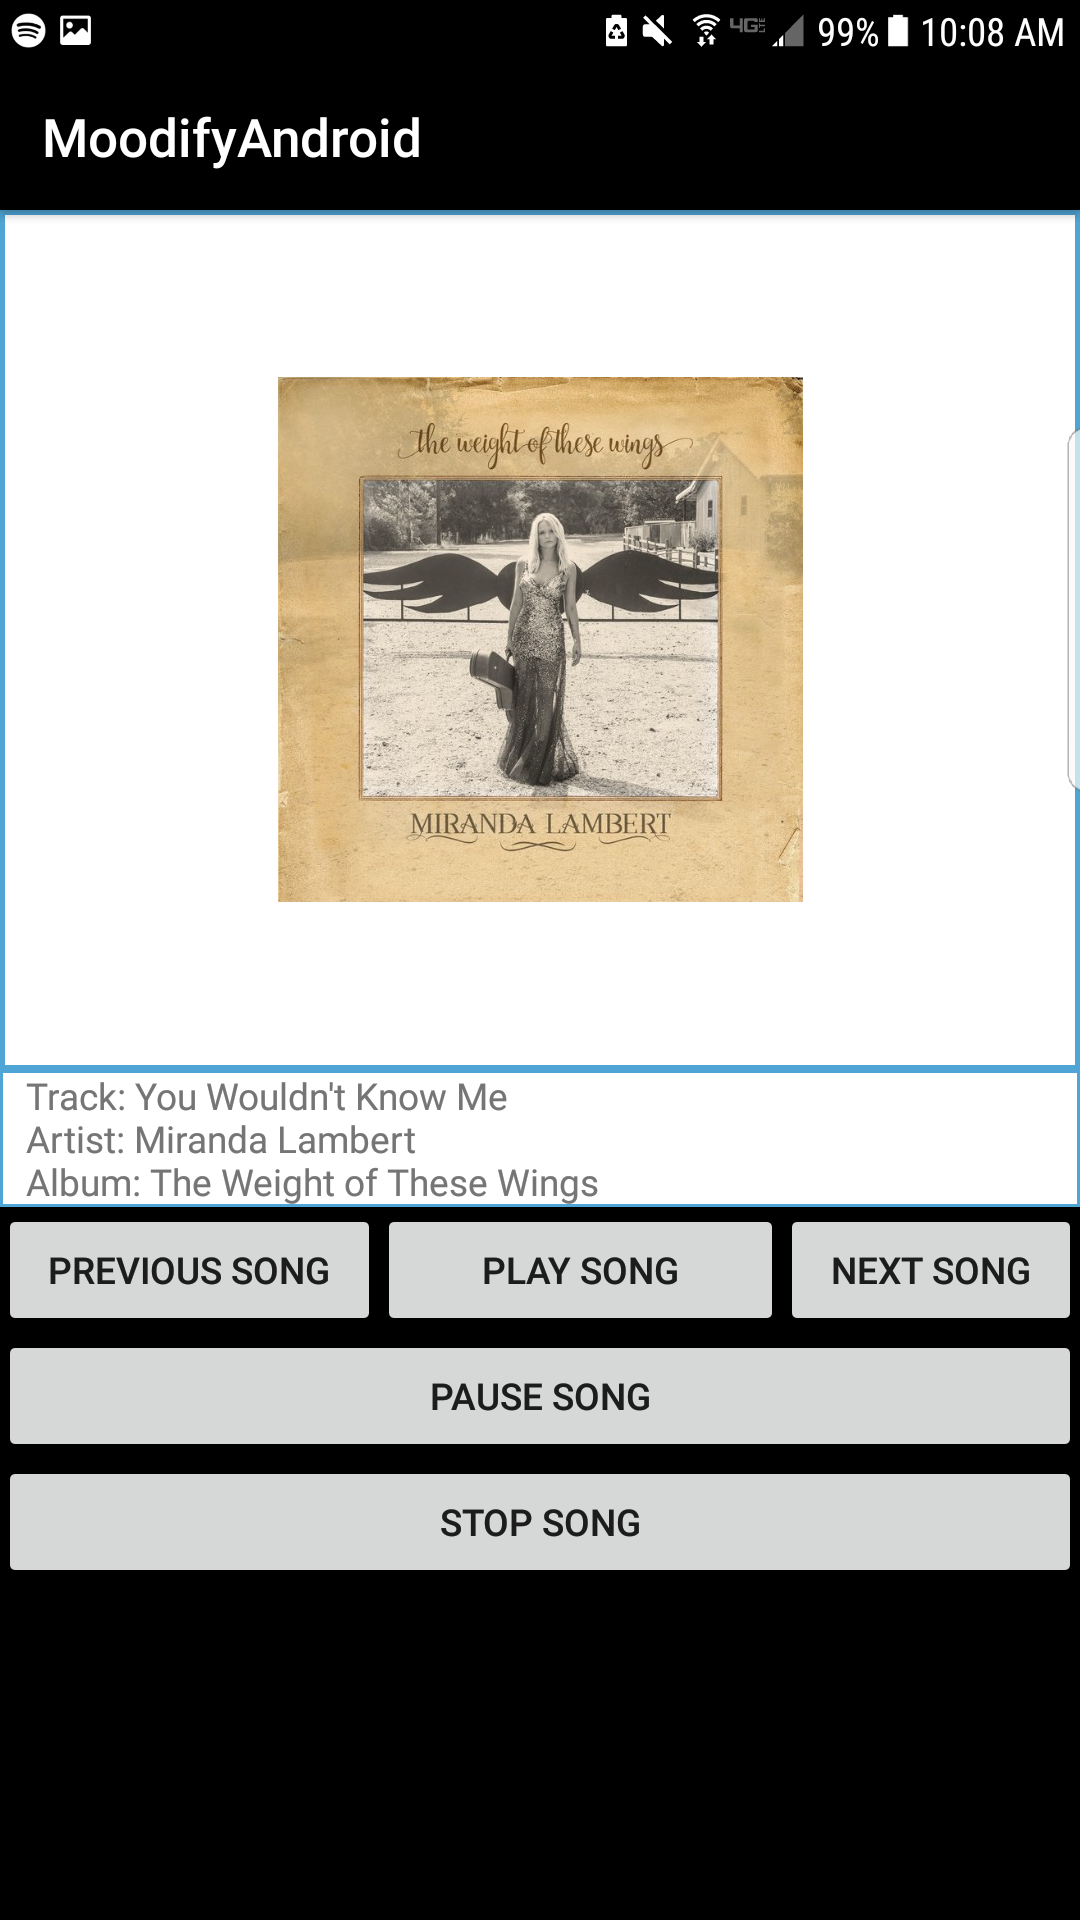 4G LTE 99% 10:08 AM
MoodifyAndroid
the weight of these wings
MIRANDA LAMBERT
Track: You Wouldn't Know Me
Artist: Miranda Lambert
Album: The Weight of These Wings
PREVIOUS SONG PLAY SONG NEXT SONG
PAUSE SONG
STOP SONG